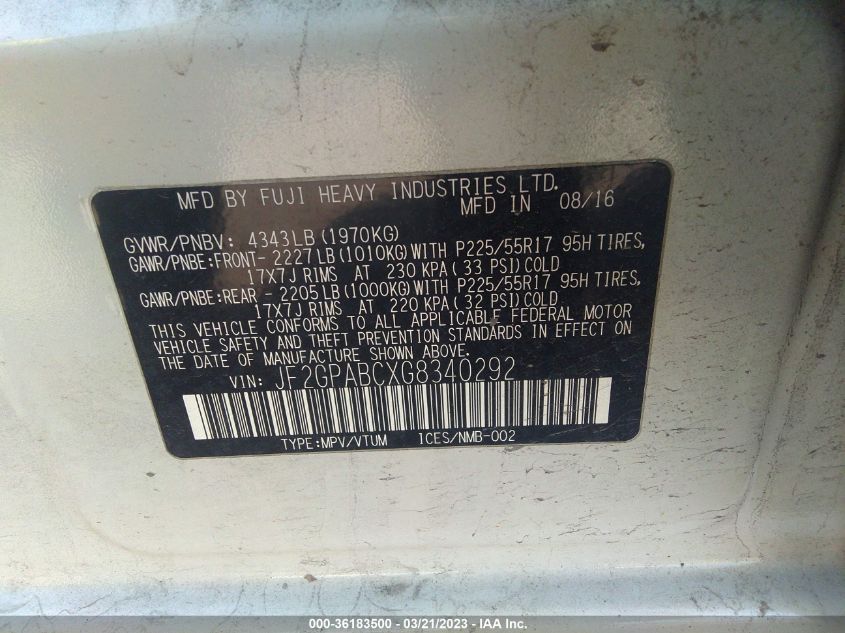 MFD BY FUJI HEAVY INDUSTRIES LTD.
MFD IN 08/16
GVWR/PNBV: 4343LB(1970KG)
GAWR/PNBE:FRONT- 2227LB(1010KG)WITH P225/55R17 95H TIRES,
17X7J RIMS AT 230 KPA( 33 PSI)COLD
GAWR/PNBE:REAR - 2205LB(1000KG)WITH P225/55R17 95H TIRES,
17X7J RIMS AT 220 KPA( 32 PSI)COLD
THIS VEHICLE CONFORMS TO ALL APPLICABLE FEDERAL MOTOR
VEHICLE SAFETY AND THEFT PREVENTION STANDARDS IN EFFECT ON
THE DATE OF MANUFACTURE SHOWN ABOVE.
VIN: JF2GPABCXG8340292
TYPE:MPV/VTUM ICES/NMB-002
000-36183500 - 03/21/2023 - IAA Inc.